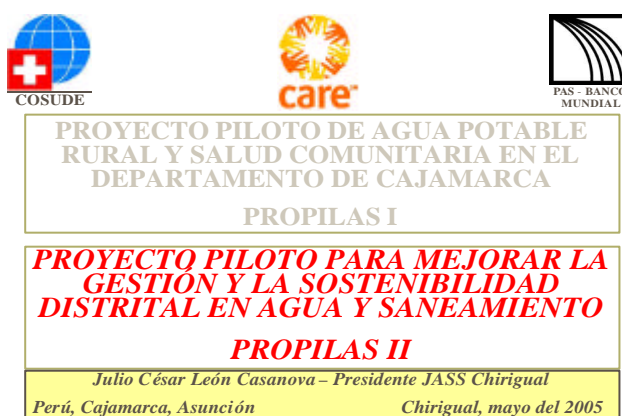 COSUDE
care
PAS - BANCO
MUNDIAL
PROYECTO PILOTO DE AGUA POTABLE
RURAL Y SALUD COMUNITARIA EN EL
DEPARTAMENTO DE CAJAMARCA
PROPILAS I
PROYECTO PILOTO PARA MEJORAR LA
GESTIÓN Y LA SOSTENIBILIDAD
DISTRITAL EN AGUA Y SANEAMIENTO
PROPILAS II
Julio César León Casanova – Presidente JASS Chirigual
Perú, Cajamarca, Asunción Chirigual, mayo del 2005